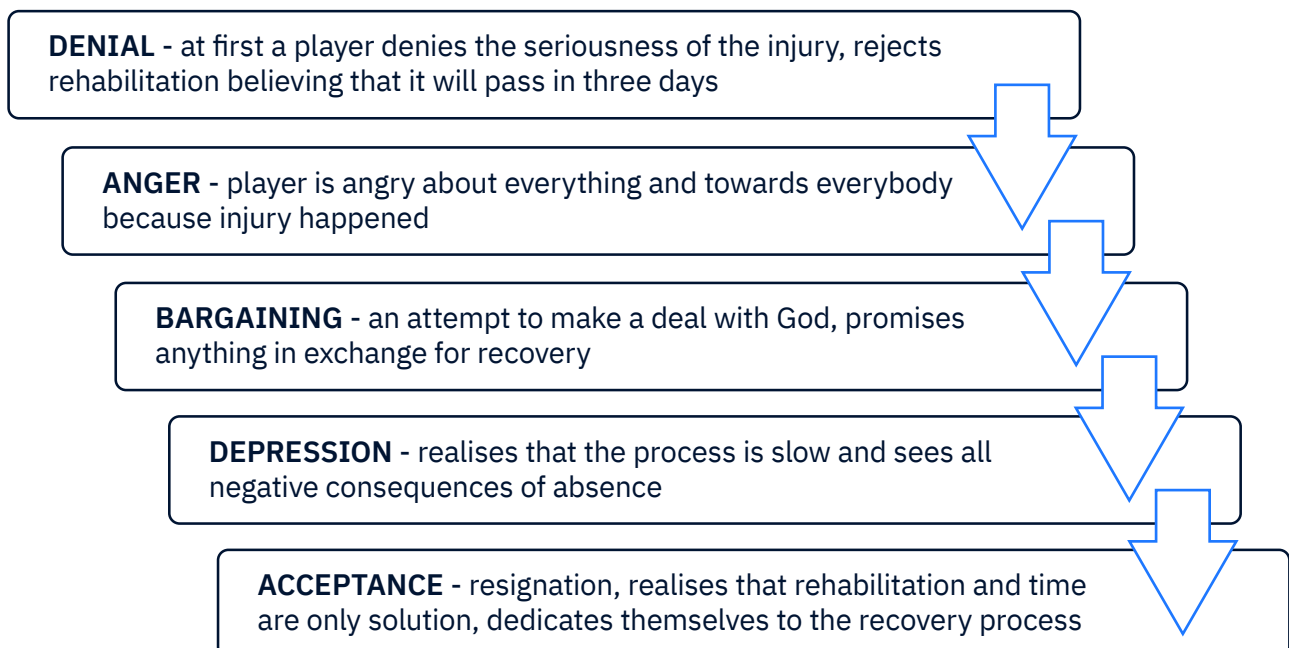 DENIAL - at first a player denies the seriousness of the injury, rejects
rehabilitation believing that it will pass in three days
ANGER - player is angry about everything and towards everybody
because injury happened
BARGAINING - an attempt to make a deal with God, promises
anything in exchange for recovery
DEPRESSION - realises that the process is slow and sees all
negative consequences of absence
ACCEPTANCE - resignation, realises that rehabilitation and time
are only solution, dedicates themselves to the recovery process